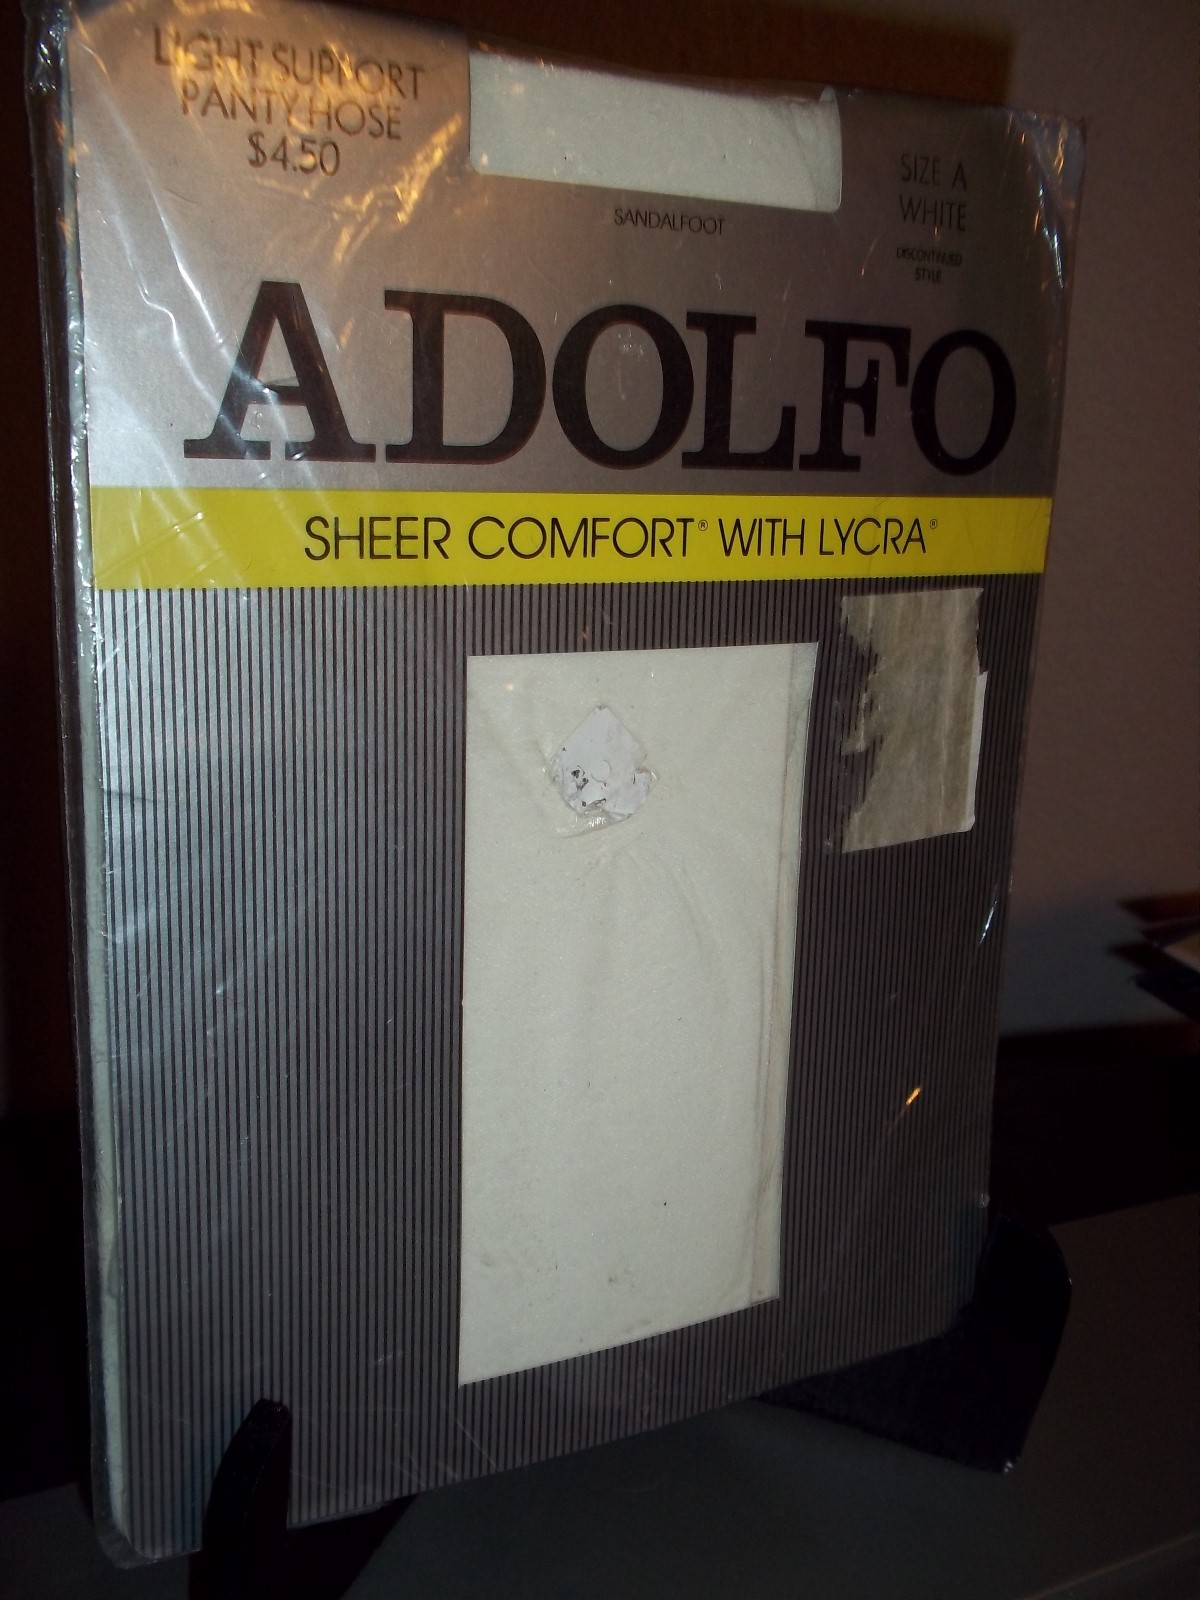 LIGHT SUPPORT
PANTY HOSE
$4.50
SIZE A
WHITE
DISCONTINUED
STYLE
SANDALFOOT
ADOLFO
SHEER COMFORT® WITH LYCRA®